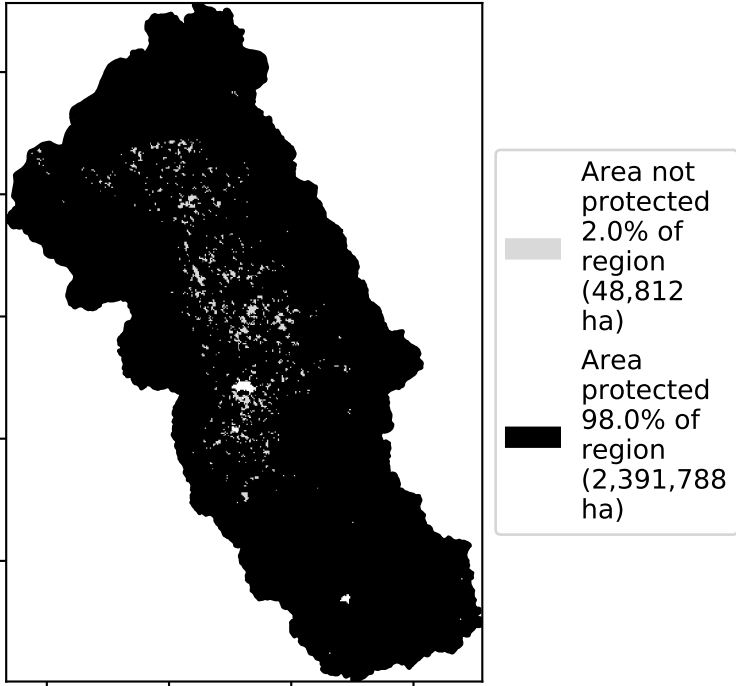 Area not
protected
2.0% of
region
(48,812
ha)
Area
protected
98.0% of
region
(2,391,788
ha)